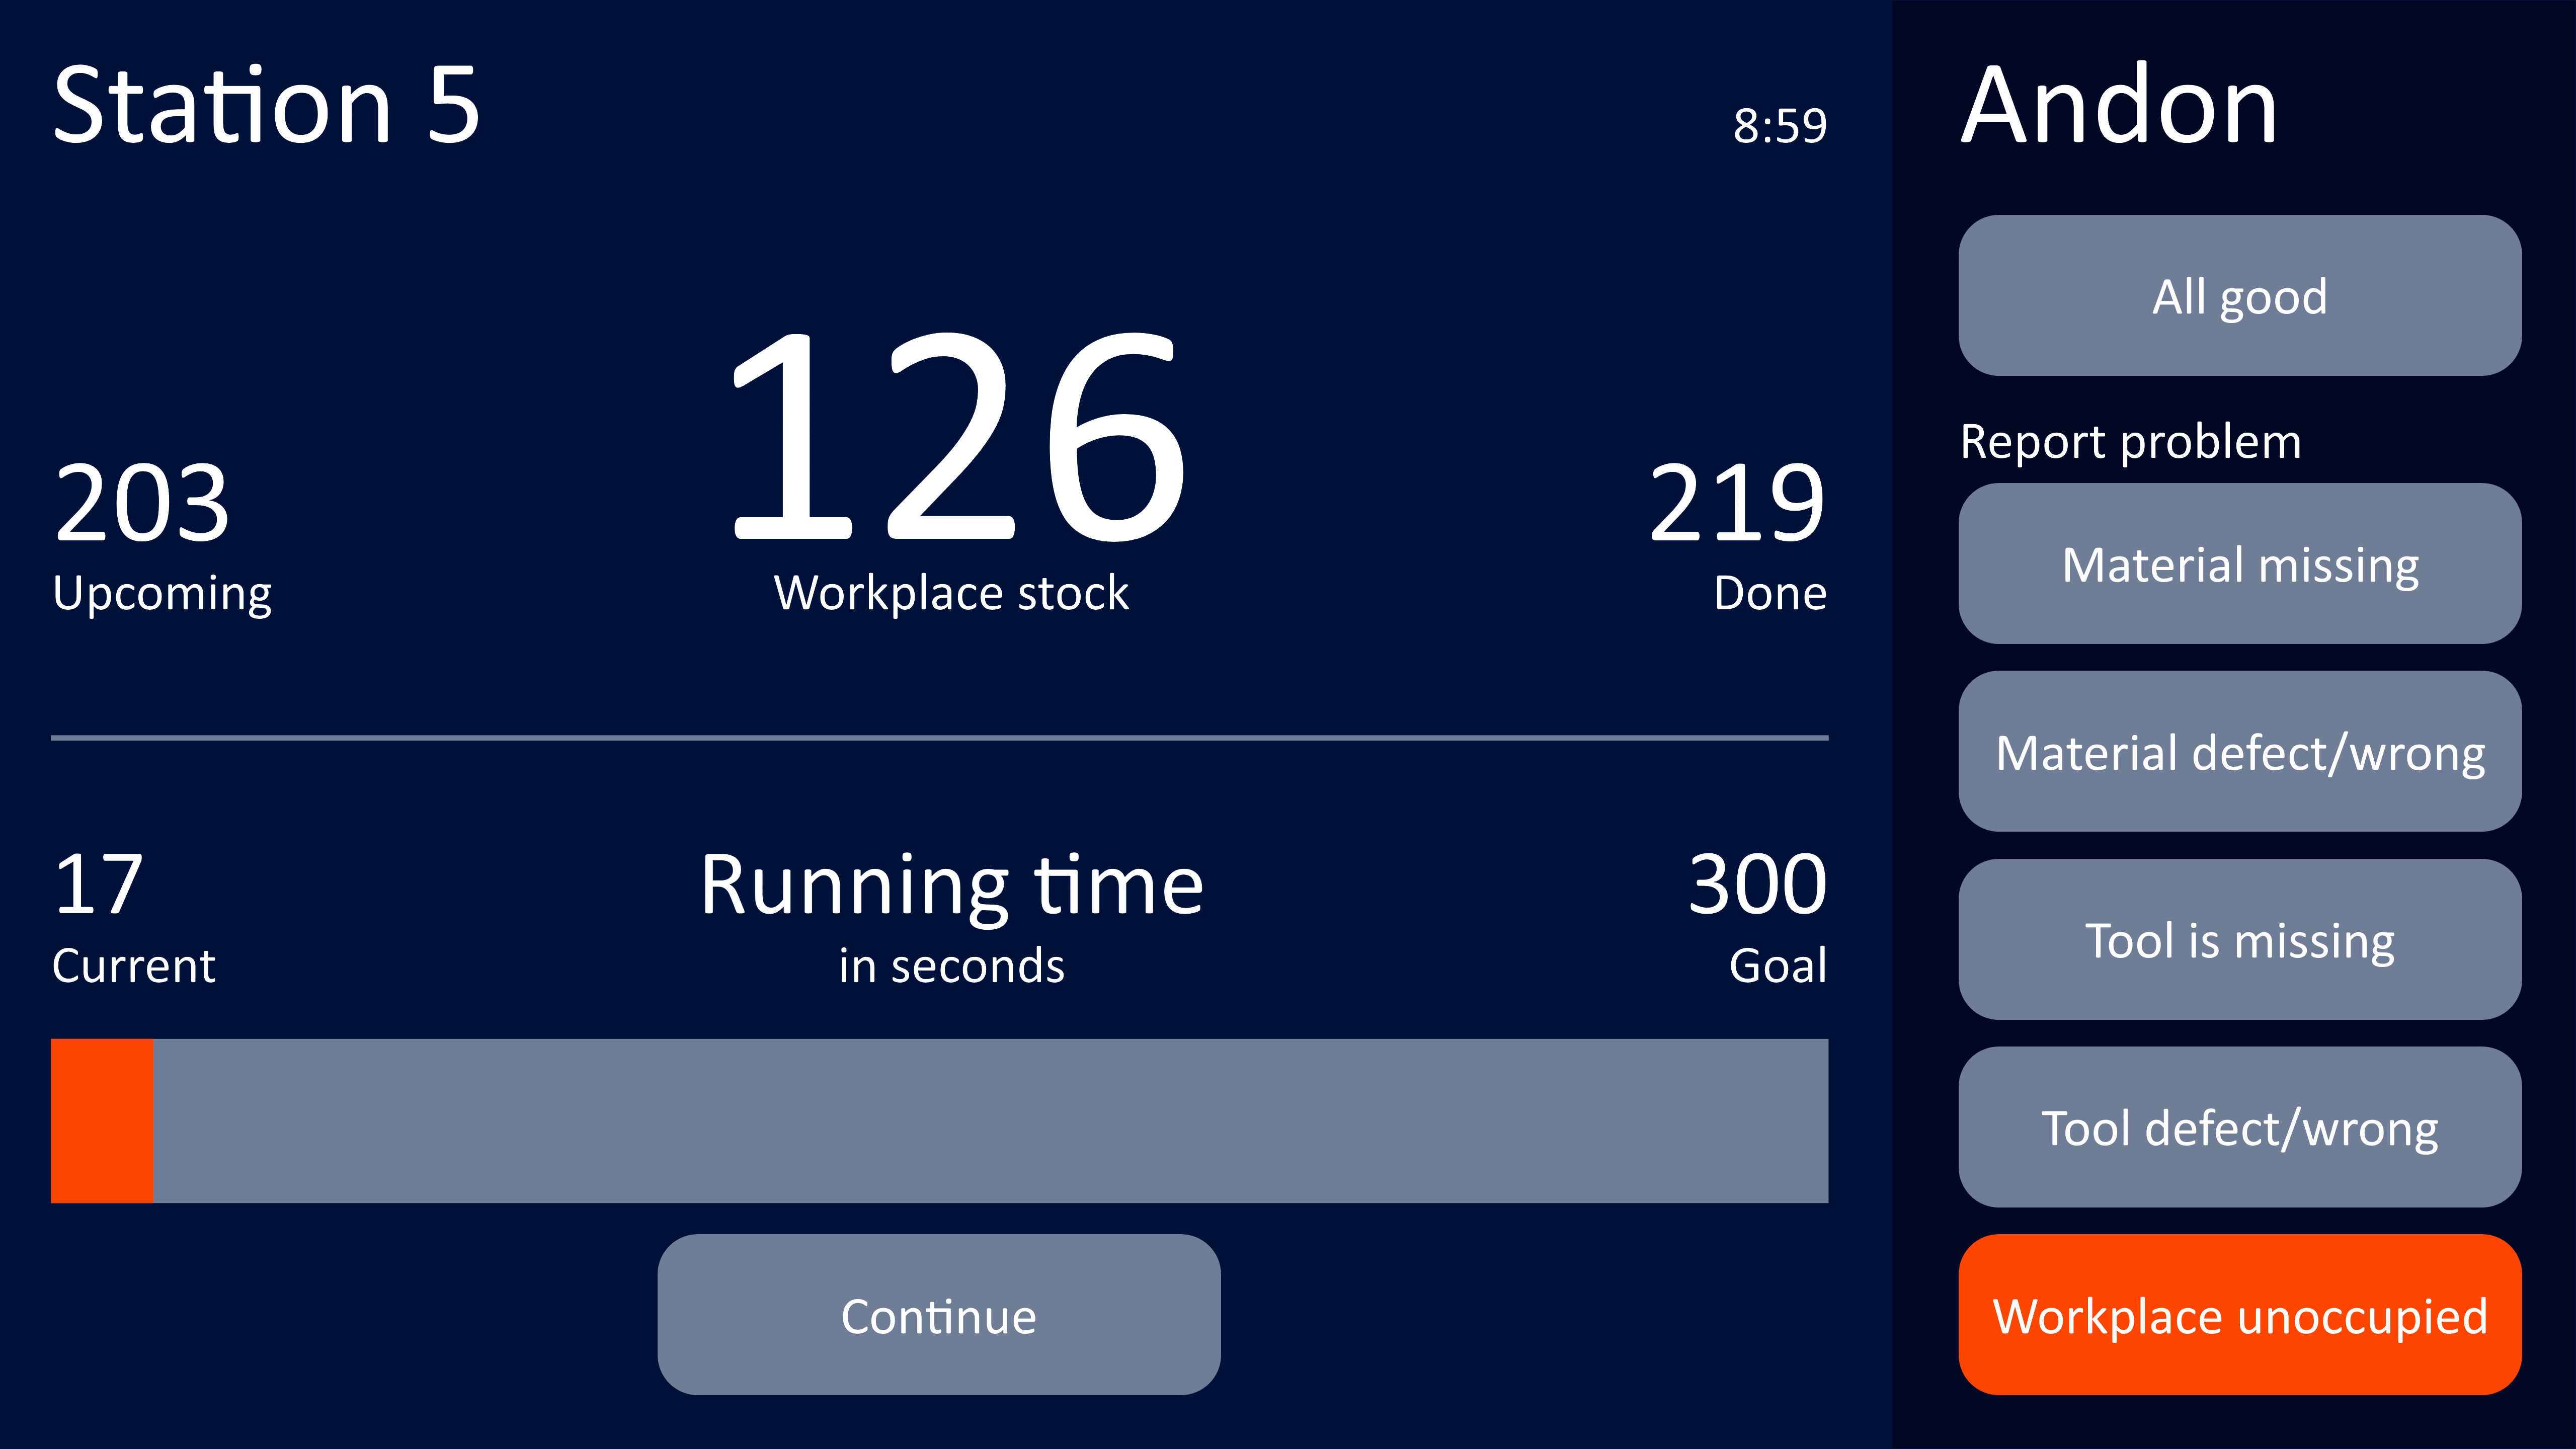 Station 5
8:59
203
Upcoming
126
Workplace stock
219
Done
17
Current
Running time
in seconds
300
Goal
Continue
Andon
All good
Report problem
Material missing
Material defect/wrong
Tool is missing
Tool defect/wrong
Workplace unoccupied